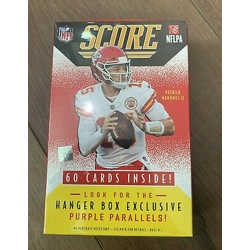 NFL
SCORE
NFLPA
PATRICK MAHOMES II
60 CARDS INSIDE!
LOOK FOR THE
HANGER BOX EXCLUSIVE
PURPLE PARALLELS!